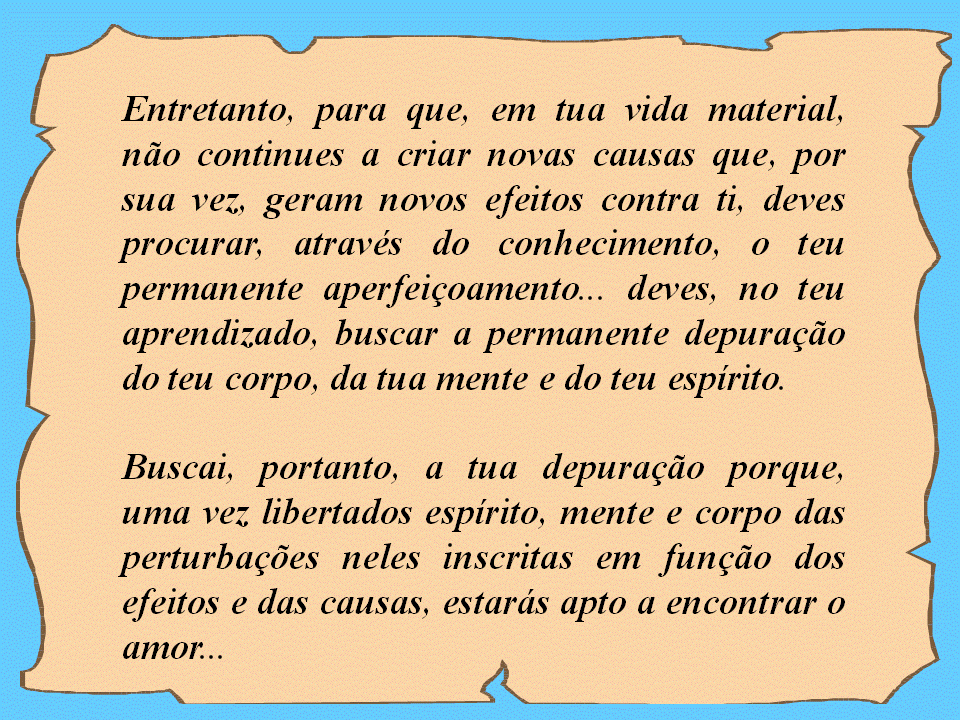 Entretanto, para que, em tua vida material,
não continues a criar novas causas que, por
sua vez, geram novos efeitos contra ti, deves
procurar, através do conhecimento, o teu
permanente aperfeiçoamento... deves, no teu
aprendizado, buscar a permanente depuração
do teu corpo, da tua mente e do teu espírito.
Buscai, portanto, a tua depuração porque,
uma vez libertados espírito, mente e corpo das
perturbações neles inscritas em função dos
efeitos e das causas, estarás apto a encontrar o
amor...